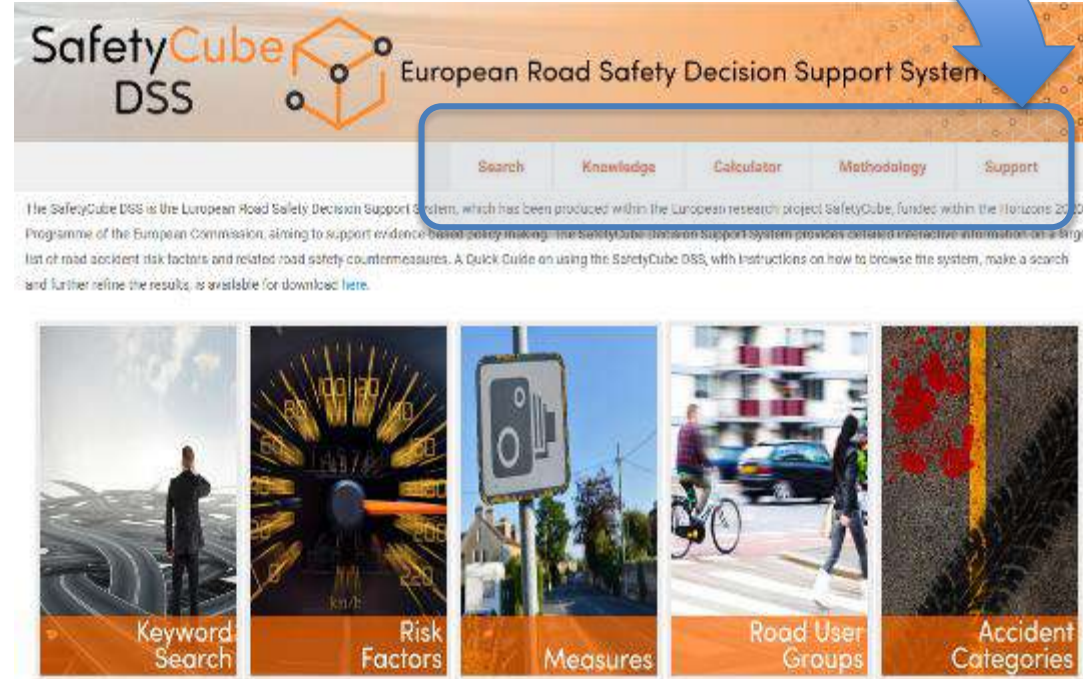 SafetyCube
DSS
European Road Safety Decision Support System
Search Knowledge Calculator Methodology Support
The SafetyCube DSS is the European Road Safety Decision Support System, which has been produced within the European research project SafetyCube, funded within the Horizons 2020
Programme of the European Commission, aiming to support evidence-based policy making. The SafetyCube Decision Support System provides detailed interactive information on a large
list of road accident risk factors and related road safety countermeasures. A Quick Guide on using the SafetyCube DSS, with instructions on how to browse the system, make a search
and further refine the results, is available for download here.
Keyword Search
Risk Factors
Measures
Road User Groups
Accident Categories